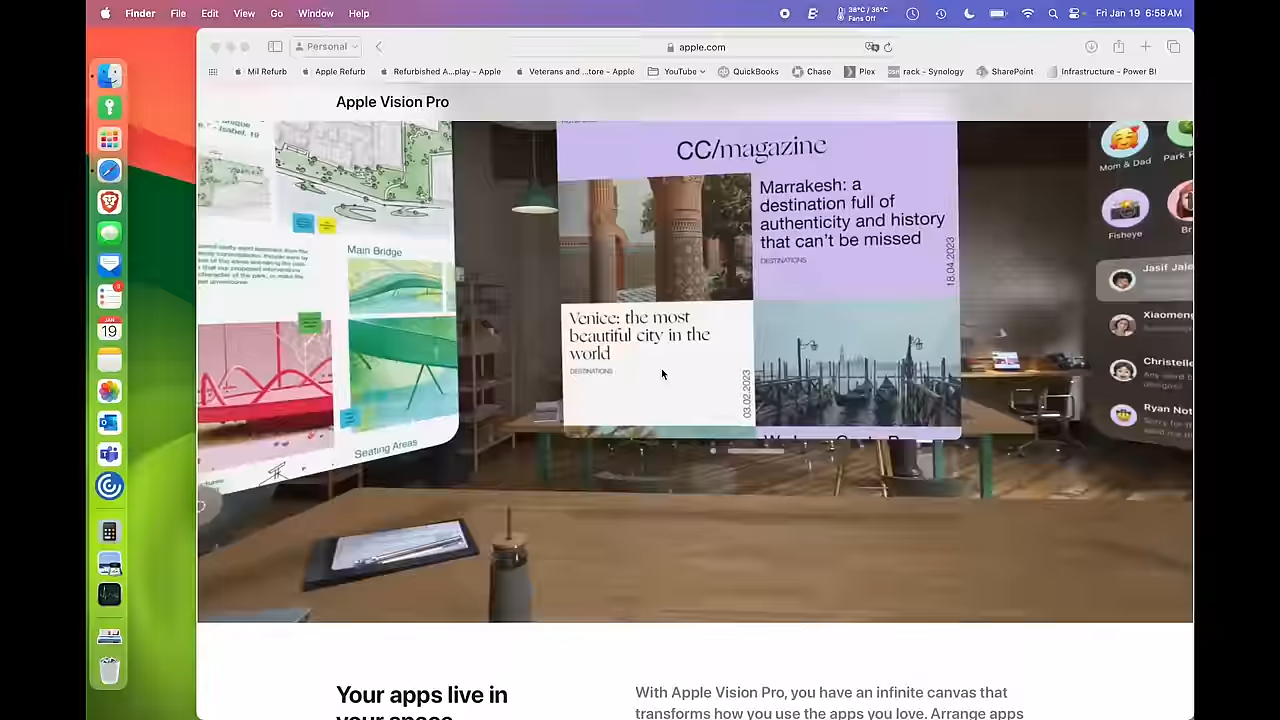 Finder File Edit View Go Window Help
38°C / 36°C
Fans Off
Fri Jan 19 6:58 AM
Personal
apple.com
Mil Refurb
Apple Refurb
Refurbished A...play - Apple
Veterans and ...tore - Apple
YouTube
QuickBooks
Chase
Plex
rack - Synology
SharePoint
Infrastructure - Power BI
Apple Vision Pro
JAN
19
Main Bridge
Seating Areas
CC/magazine
Marrakesh: a
destination full of
authenticity and history
that can't be missed
DESTINATIONS
18.04.2023
Venice: the most
beautiful city in the
world
DESTINATIONS
03.02.2023
Mom & Dad
Park
Fisheye
Jasif
Xiaomeng
Christelle
Ryan
Your apps live in
your space
With Apple Vision Pro, you have an infinite canvas that
transforms how you use the apps you love. Arrange apps